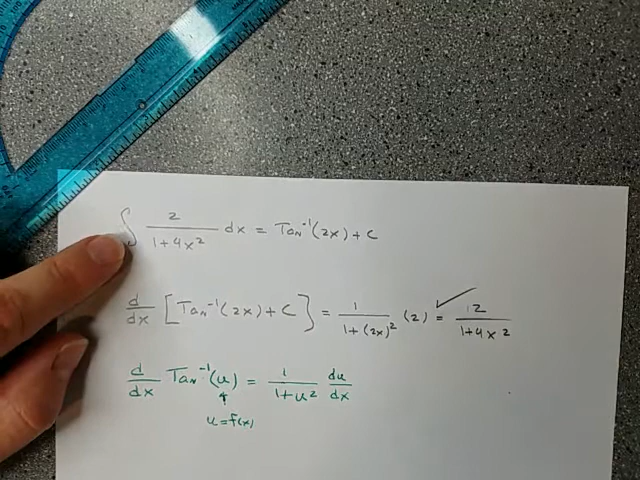 ∫ 2/(1+4x²) dx = Tan⁻¹(2x) + C
d/dx [Tan⁻¹(2x) + C] = 1/(1+(2x)²) (2) = 2/(1+4x²) ✓
d/dx Tan⁻¹(u) = 1/(1+u²) du/dx
u = f(x)